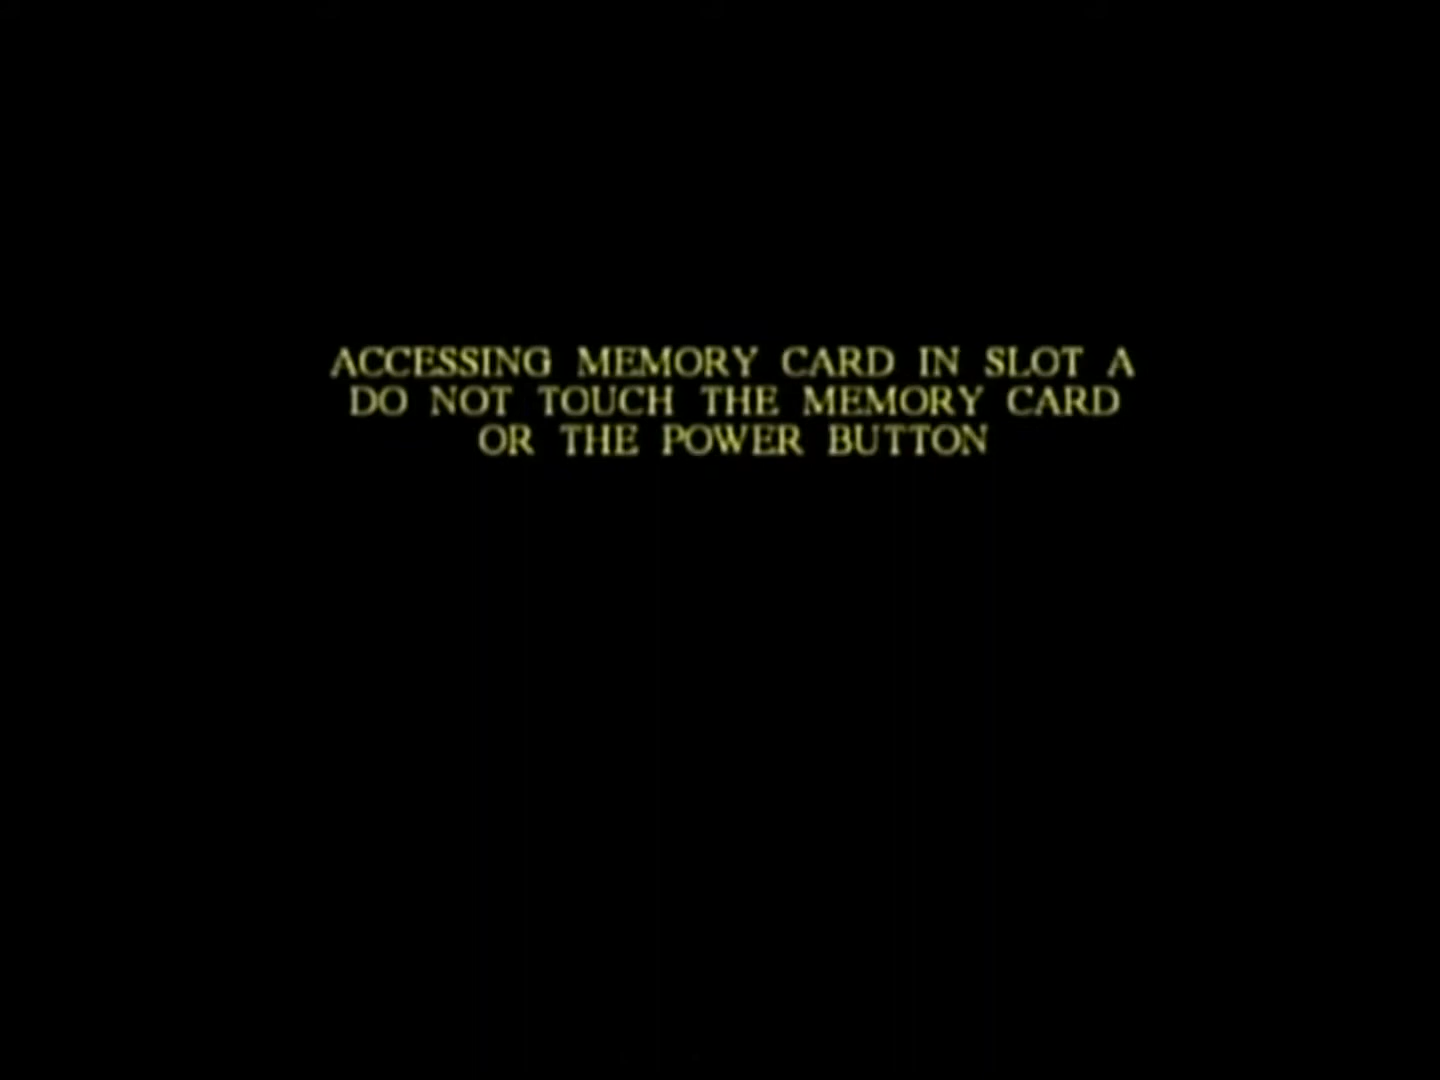 ACCESSING MEMORY CARD IN SLOT A
DO NOT TOUCH THE MEMORY CARD
OR THE POWER BUTTON